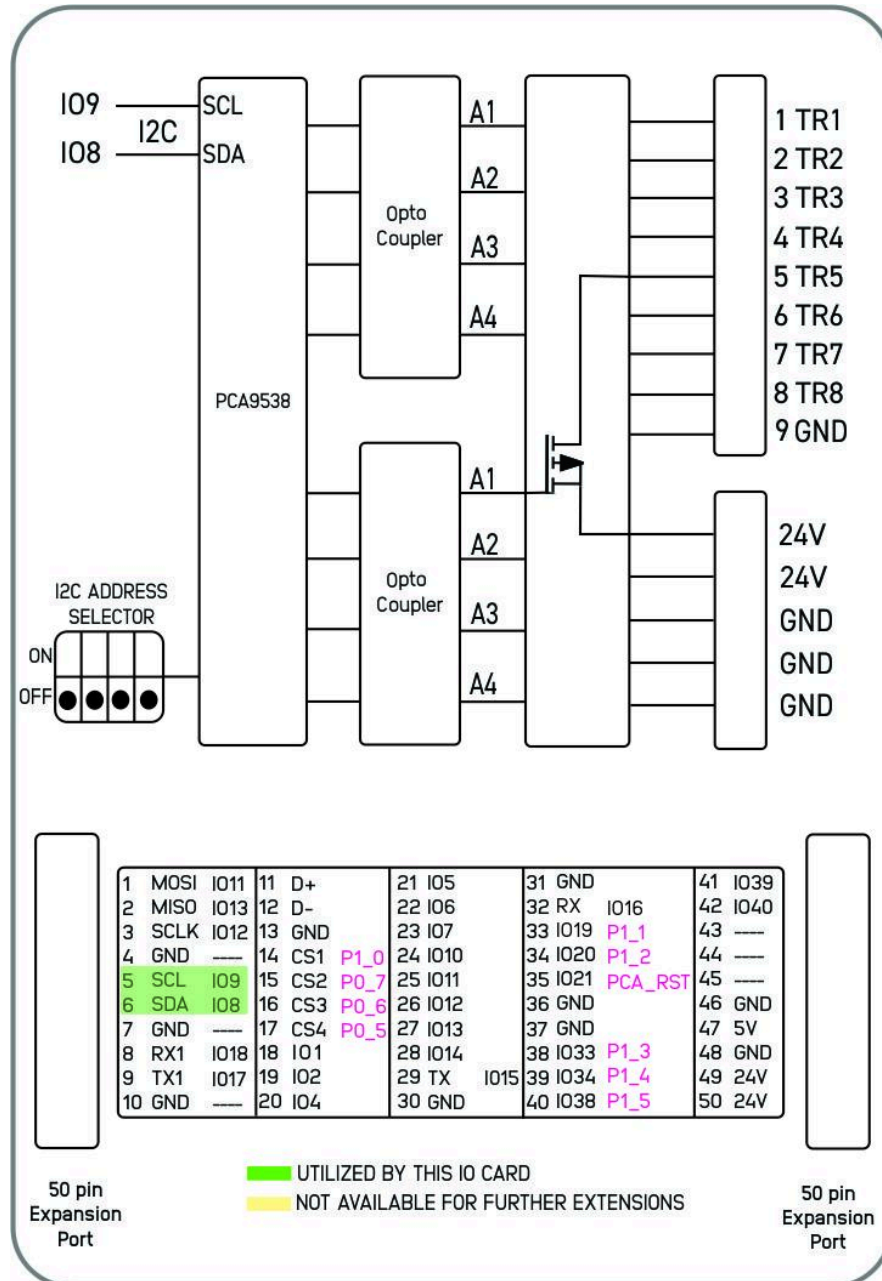 IO9
SCL
I2C
IO8
SDA
PCA9538
Opto
Coupler
A1
A2
A3
A4
Opto
Coupler
A1
A2
A3
A4
1 TR1
2 TR2
3 TR3
4 TR4
5 TR5
6 TR6
7 TR7
8 TR8
9 GND
24V
24V
GND
GND
GND
I2C ADDRESS
SELECTOR
ON
OFF
1 MOSI IO11 11 D+ 21 IO5 31 GND 41 IO39
2 MISO IO13 12 D- 22 IO6 32 RX IO16 42 IO40
3 SCLK IO12 13 GND 23 IO7 33 IO19 P1_1 43 ----
4 GND ---- 14 CS1 P1_0 24 IO10 34 IO20 P1_2 44 ----
5 SCL IO9 15 CS2 P0_7 25 IO11 35 IO21 PCA_RST 45 ----
6 SDA IO8 16 CS3 P0_6 26 IO12 36 GND 46 GND
7 GND ---- 17 CS4 P0_5 27 IO13 37 GND 47 5V
8 RX1 IO18 18 IO1 28 IO14 38 IO33 P1_3 48 GND
9 TX1 IO17 19 IO2 29 TX IO15 39 IO34 P1_4 49 24V
10 GND ---- 20 IO4 30 GND 40 IO38 P1_5 50 24V
UTILIZED BY THIS IO CARD
NOT AVAILABLE FOR FURTHER EXTENSIONS
50 pin
Expansion
Port
50 pin
Expansion
Port